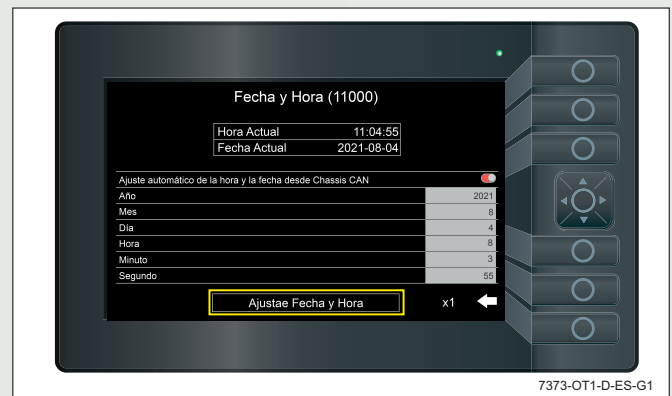 Fecha y Hora (11000)
Hora Actual 11:04:55
Fecha Actual 2021-08-04
Ajuste automático de la hora y la fecha desde Chassis CAN
Año 2021
Mes 8
Día 4
Hora 8
Minuto 3
Segundo 55
Ajustae Fecha y Hora x1
7373-OT1-D-ES-G1